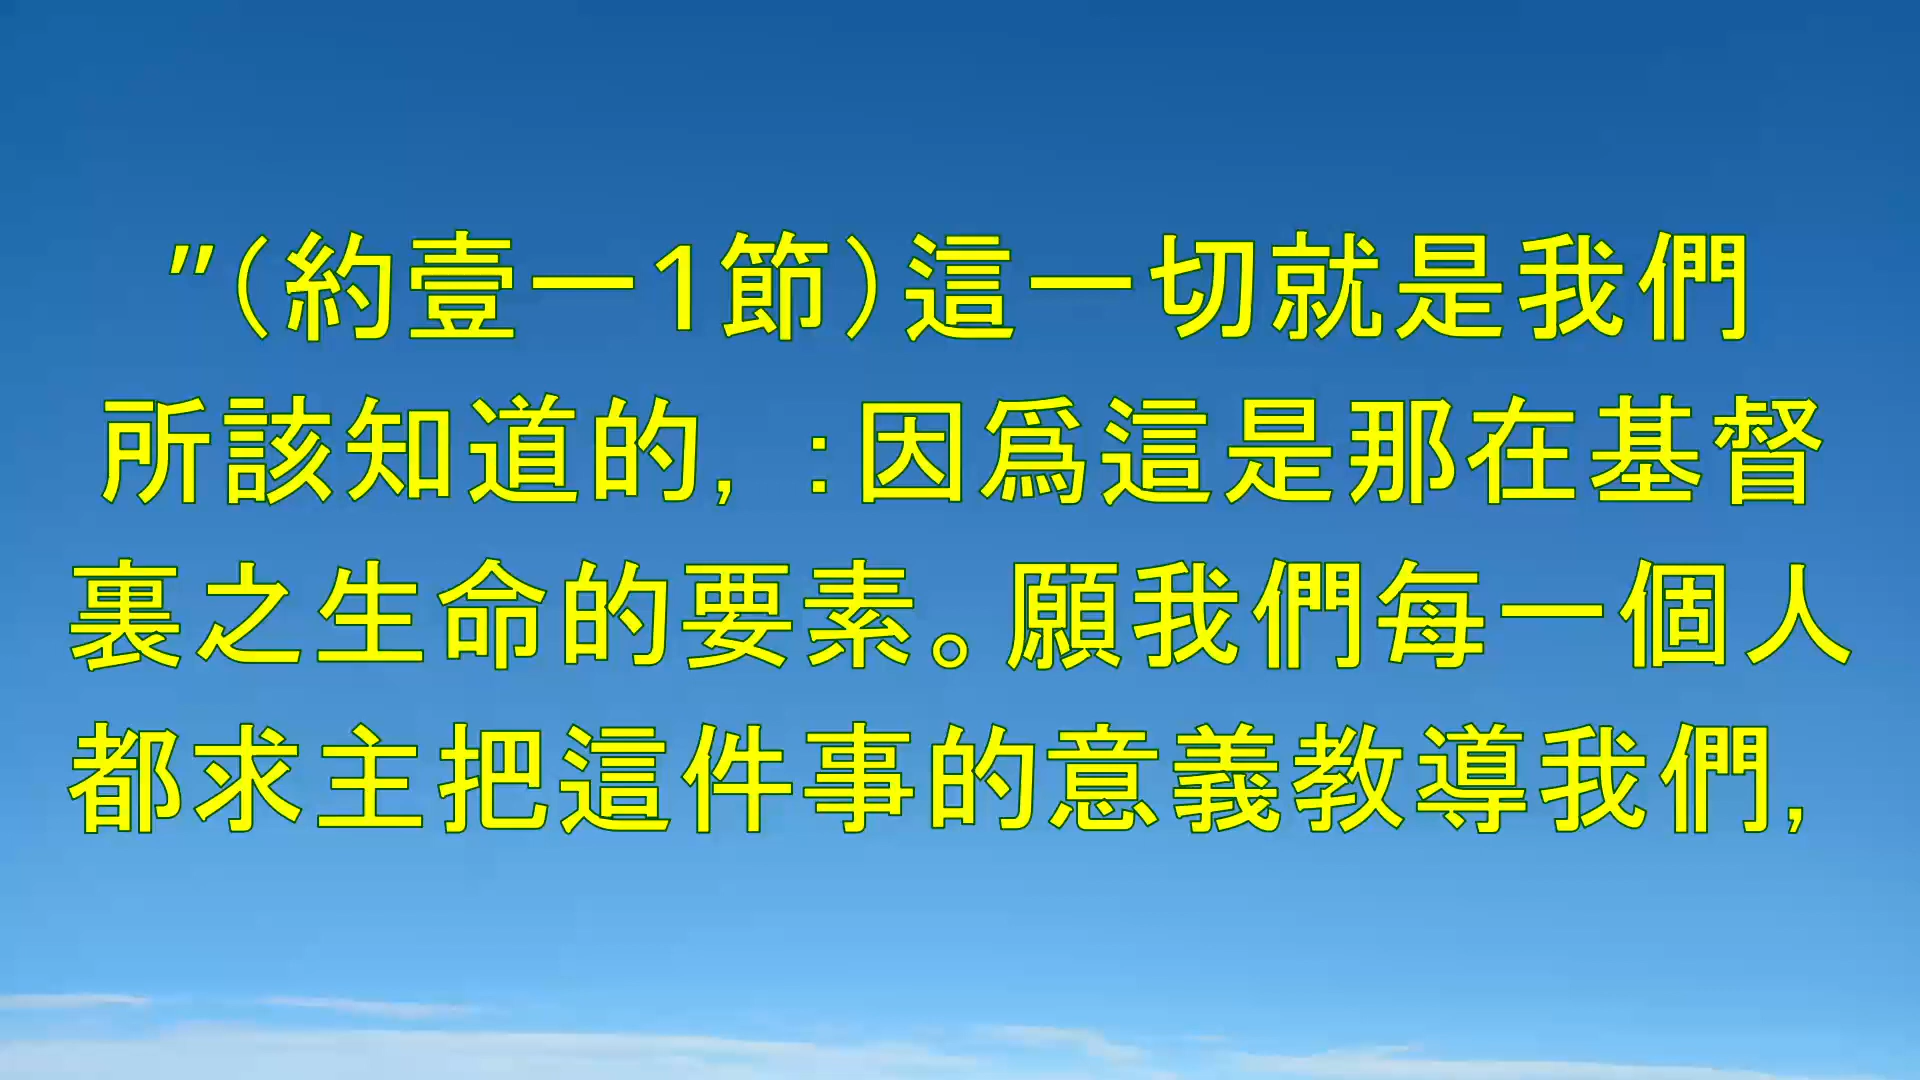 "(約壹一1節)這一切就是我們
所該知道的, :因爲這是那在基督
裏之生命的要素。願我們每一個人
都求主把這件事的意義教導我們,